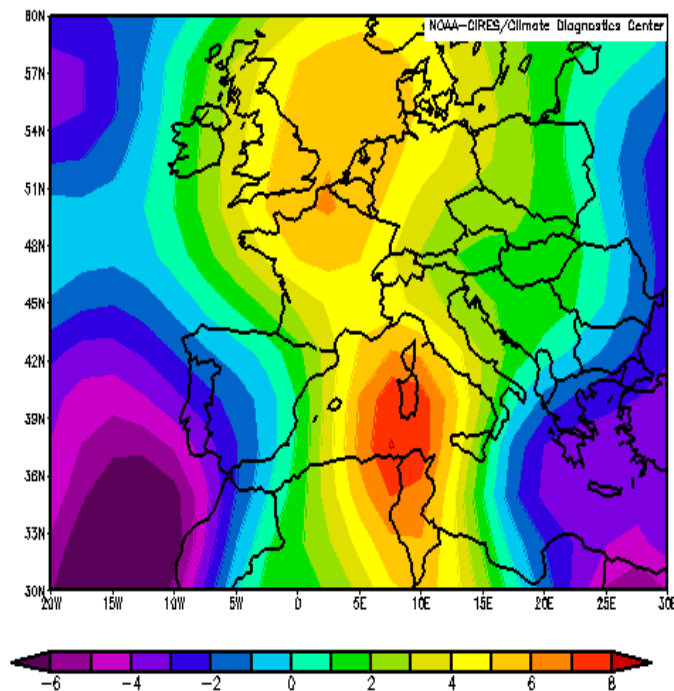 NOAA-CIRES/Climate Diagnostics Center
60N
57N
54N
51N
48N
45N
42N
39N
36N
33N
30N
20W 15W 10W 5W 0 5E 10E 15E 20E 25E 30E
-6 -4 -2 0 2 4 6 8